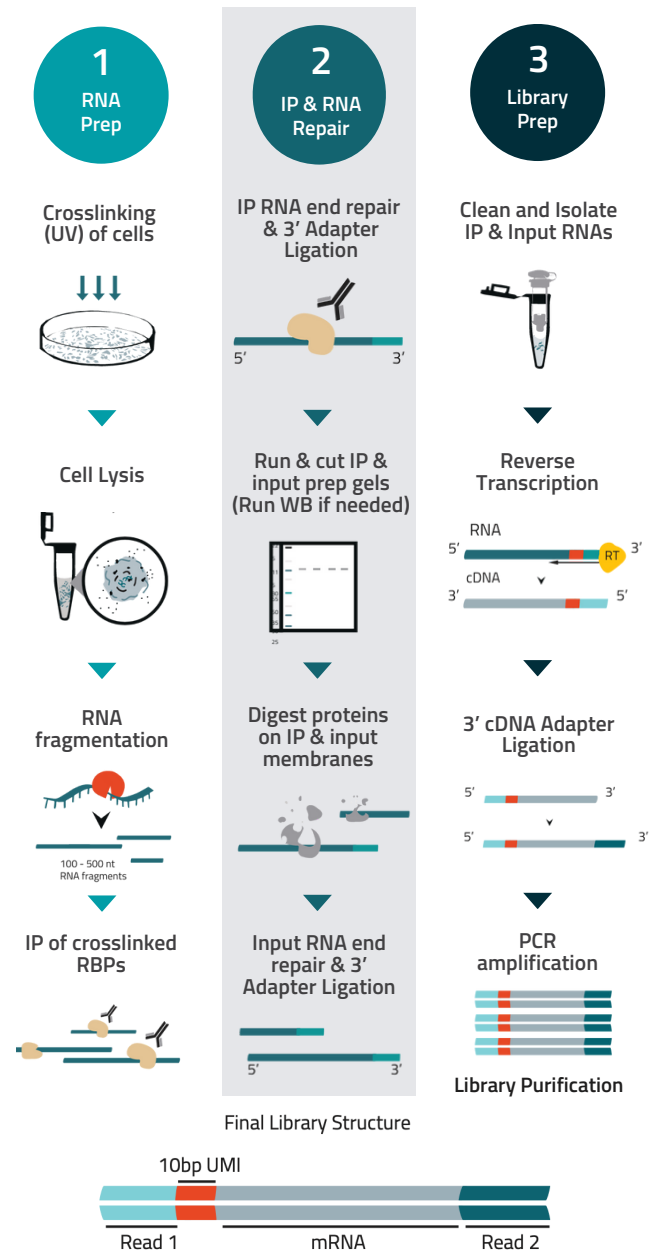 1
RNA
Prep
Crosslinking
(UV) of cells
Cell Lysis
RNA
fragmentation
100 - 500 nt
RNA fragments
IP of crosslinked
RBPs
2
IP & RNA
Repair
IP RNA end repair
& 3’ Adapter
Ligation
5’ 3’
Run & cut IP &
input prep gels
(Run WB if needed)
25
Digest proteins
on IP & input
membranes
Input RNA end
repair & 3’
Adapter Ligation
5’ 3’
3
Library
Prep
Clean and Isolate
IP & Input RNAs
Reverse
Transcription
RNA
5’ RT 3’
cDNA
3’ 5’
3’ cDNA Adapter
Ligation
5’ 3’
5’ 3’
PCR
amplification
Library Purification
Final Library Structure
10bp UMI
Read 1 mRNA Read 2